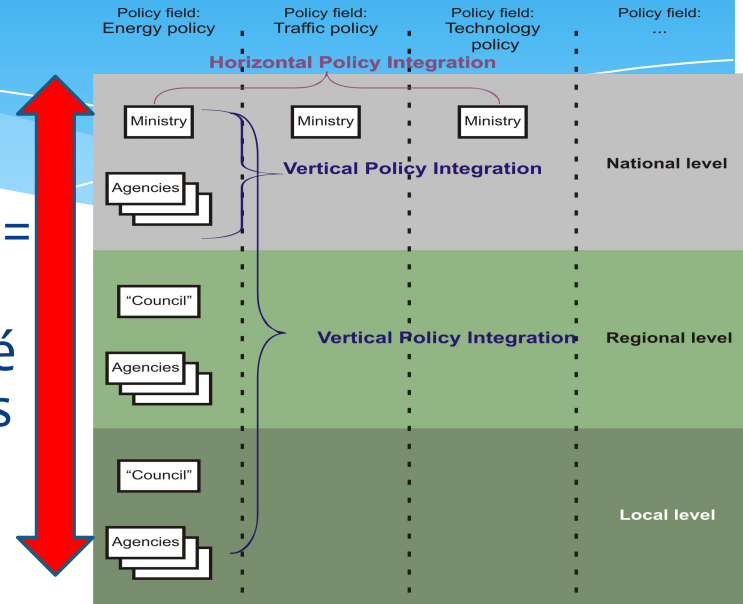 Policy field:
Energy policy
Policy field:
Traffic policy
Policy field:
Technology
policy
Policy field:
...
Horizontal Policy Integration
Ministry
Ministry
Ministry
Vertical Policy Integration
National level
Agencies
=
“Council”
Vertical Policy Integration
Regional level
é
Agencies
s
“Council”
Local level
Agencies